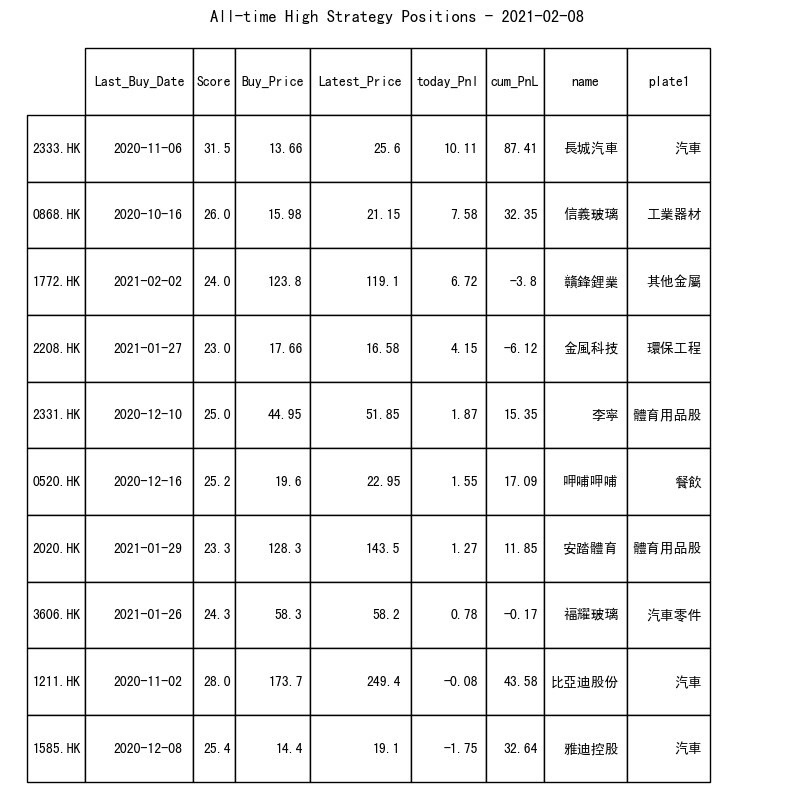 All-time High Strategy Positions - 2021-02-08
Last_Buy_Date Score Buy_Price Latest_Price today_Pnl cum_PnL name plate1
2333.HK 2020-11-06 31.5 13.66 25.6 10.11 87.41 長城汽車 汽車
0868.HK 2020-10-16 26.0 15.98 21.15 7.58 32.35 信義玻璃 工業器材
1772.HK 2021-02-02 24.0 123.8 119.1 6.72 -3.8 贛鋒鋰業 其他金屬
2208.HK 2021-01-27 23.0 17.66 16.58 4.15 -6.12 金風科技 環保工程
2331.HK 2020-12-10 25.0 44.95 51.85 1.87 15.35 李寧 體育用品股
0520.HK 2020-12-16 25.2 19.6 22.95 1.55 17.09 呷哺呷哺 餐飲
2020.HK 2021-01-29 23.3 128.3 143.5 1.27 11.85 安踏體育 體育用品股
3606.HK 2021-01-26 24.3 58.3 58.2 0.78 -0.17 福耀玻璃 汽車零件
1211.HK 2020-11-02 28.0 173.7 249.4 -0.08 43.58 比亞迪股份 汽車
1585.HK 2020-12-08 25.4 14.4 19.1 -1.75 32.64 雅迪控股 汽車